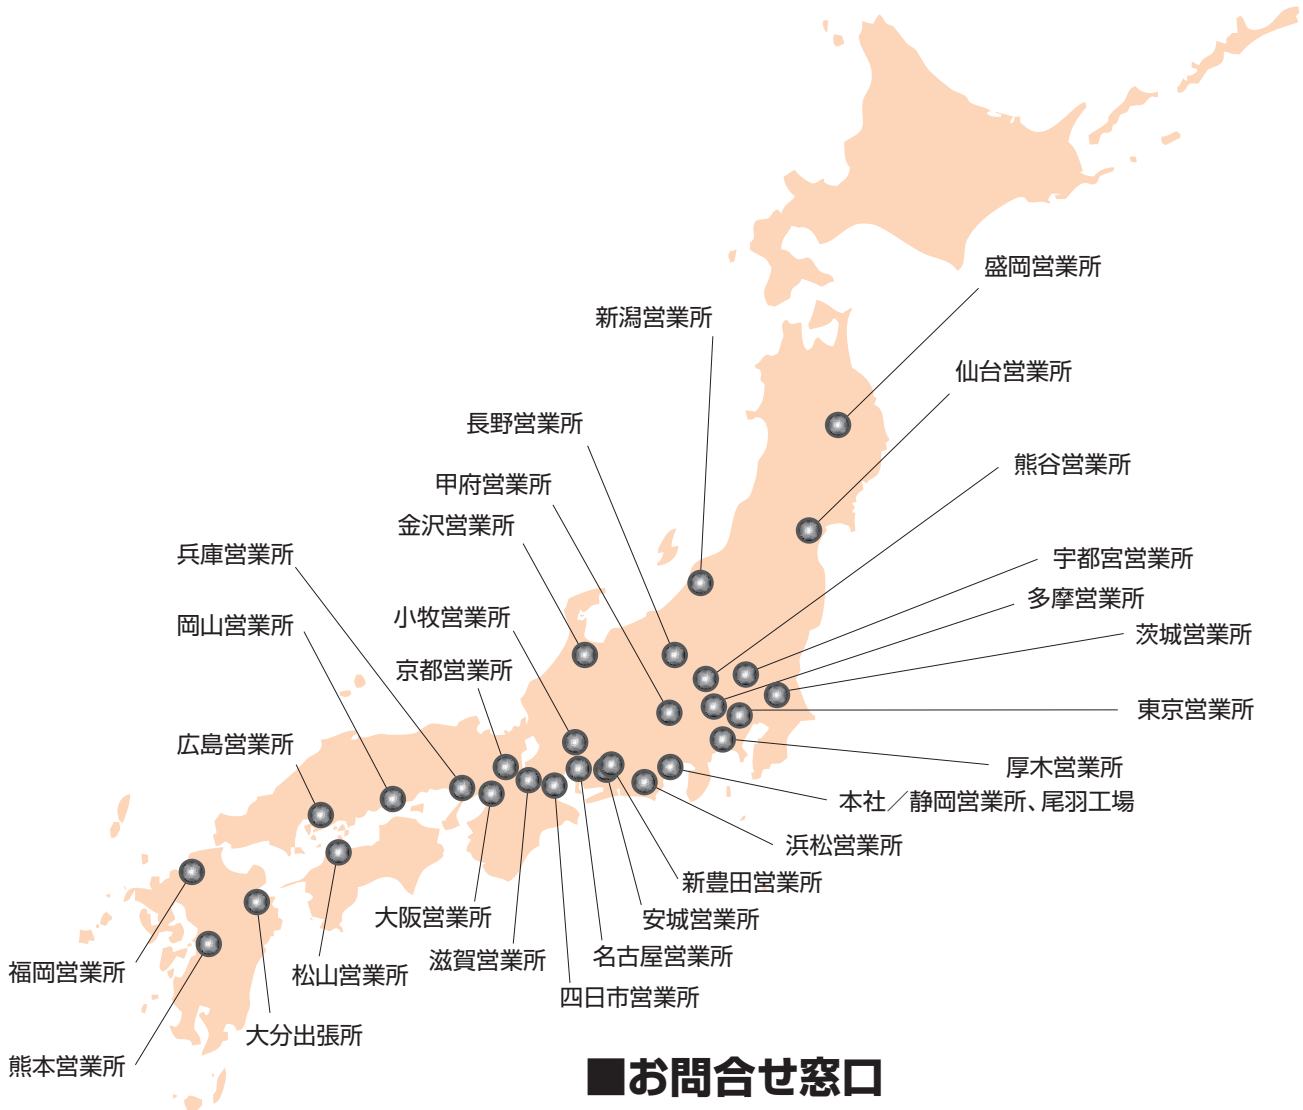 盛岡営業所
新潟営業所
仙台営業所
長野営業所
熊谷営業所
甲府営業所
金沢営業所
兵庫営業所
宇都宮営業所
多摩営業所
小牧営業所
岡山営業所
茨城営業所
京都営業所
東京営業所
広島営業所
厚木営業所
本社／静岡営業所、尾羽工場
浜松営業所
新豊田営業所
大阪営業所
安城営業所
名古屋営業所
滋賀営業所
福岡営業所
松山営業所
四日市営業所
大分出張所
熊本営業所
■お問合せ窓口